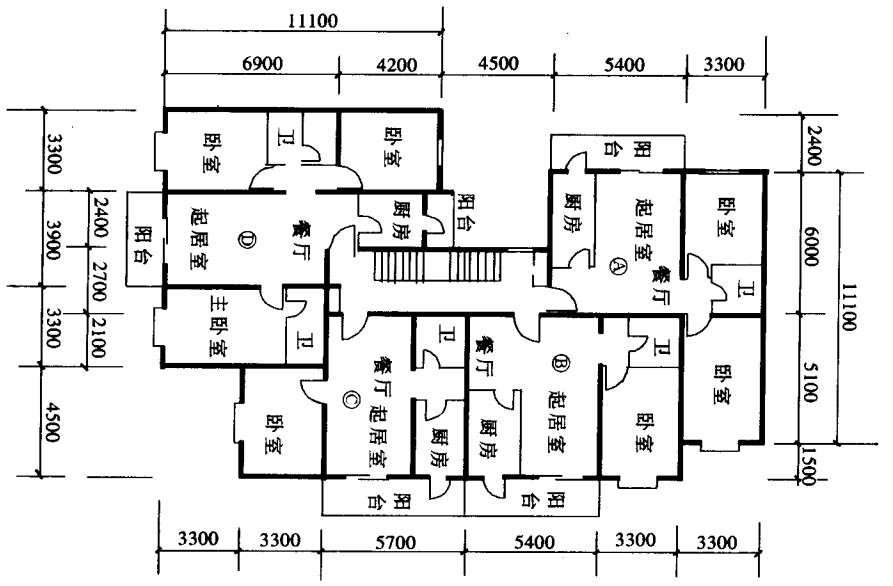 11100
6900 4200 4500 5400 3300
3300
3900
3300
4500
2400
2700
2100
2400
6000
5100
1500
11100
卧室
卫
卧室
阳台
起居室
Ⓓ
餐厅
厨房
阳台
主卧室
卫
卧室
餐厅
起居室
Ⓒ
卫
厨房
阳台
餐厅
Ⓑ
起居室
厨房
卫
卧室
阳台
阳台
厨房
起居室
Ⓐ
餐厅
卧室
卫
卧室
3300 3300 5700 5400 3300 3300